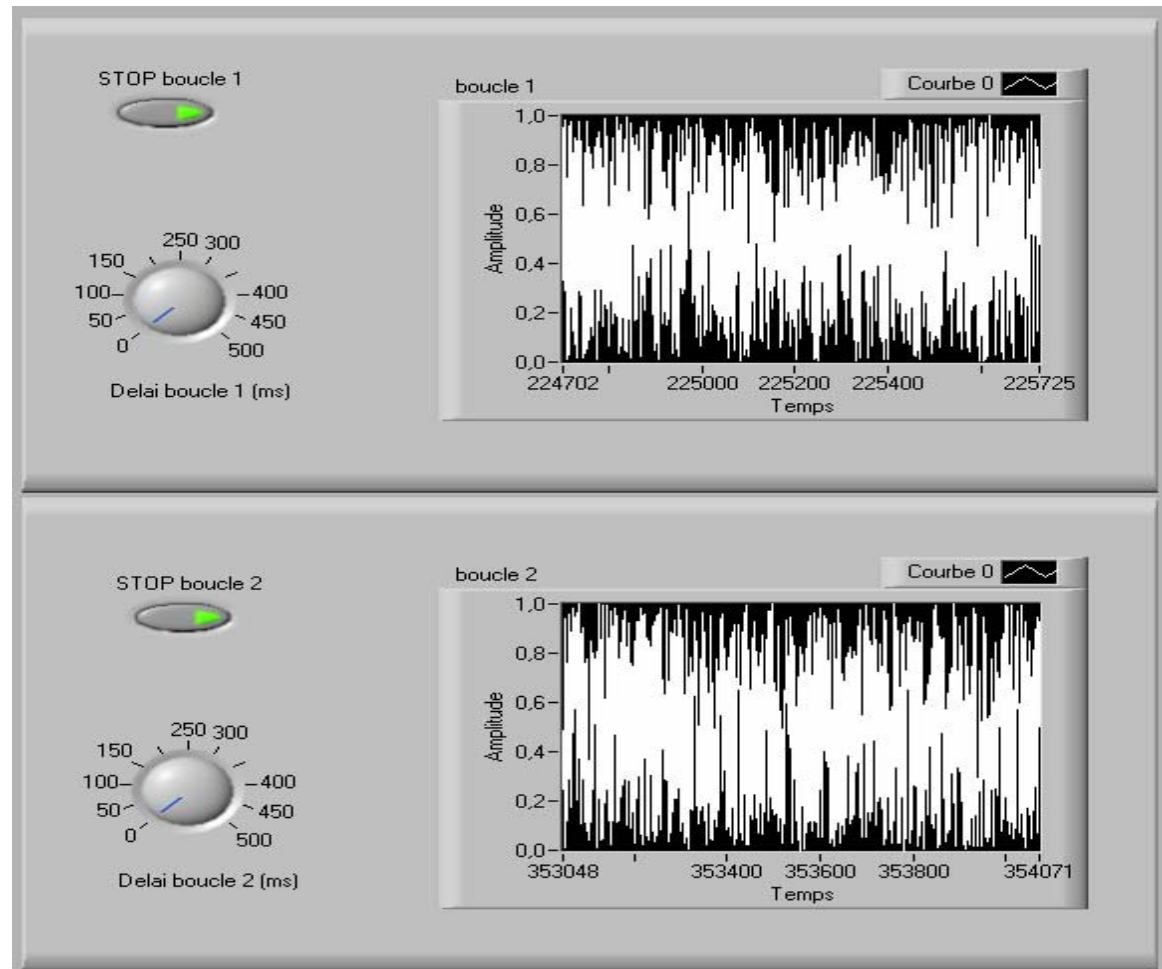 STOP boucle 1
boucle 1
Courbe 0
1,0
0,8
0,6
0,4
0,2
0,0
Amplitude
224702 225000 225200 225400 225725
Temps
250 300
150
100 400
50 450
0 500
Delai boucle 1 (ms)
STOP boucle 2
boucle 2
Courbe 0
1,0
0,8
0,6
0,4
0,2
0,0
Amplitude
353048 353400 353600 353800 354071
Temps
250 300
150
100 400
50 450
0 500
Delai boucle 2 (ms)